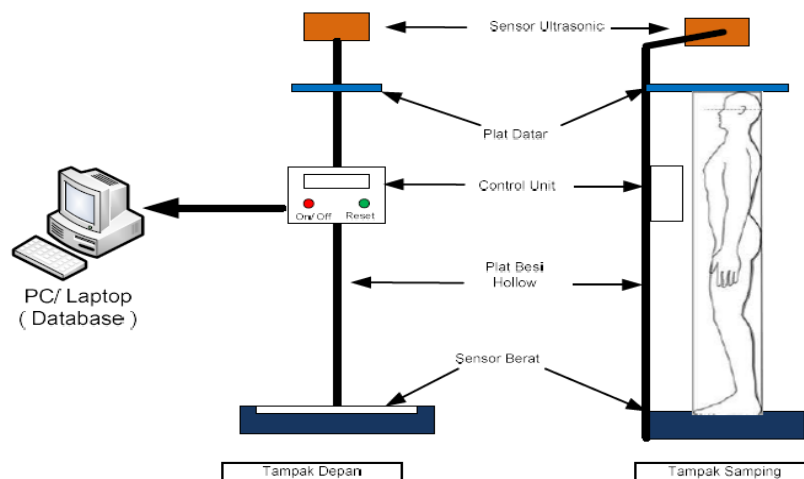 Sensor Ultrasonic
Plat Datar
Control Unit
On/ Off Reset
Plat Besi
Hollow
PC/ Laptop
( Database )
Sensor Berat
Tampak Depan
Tampak Samping